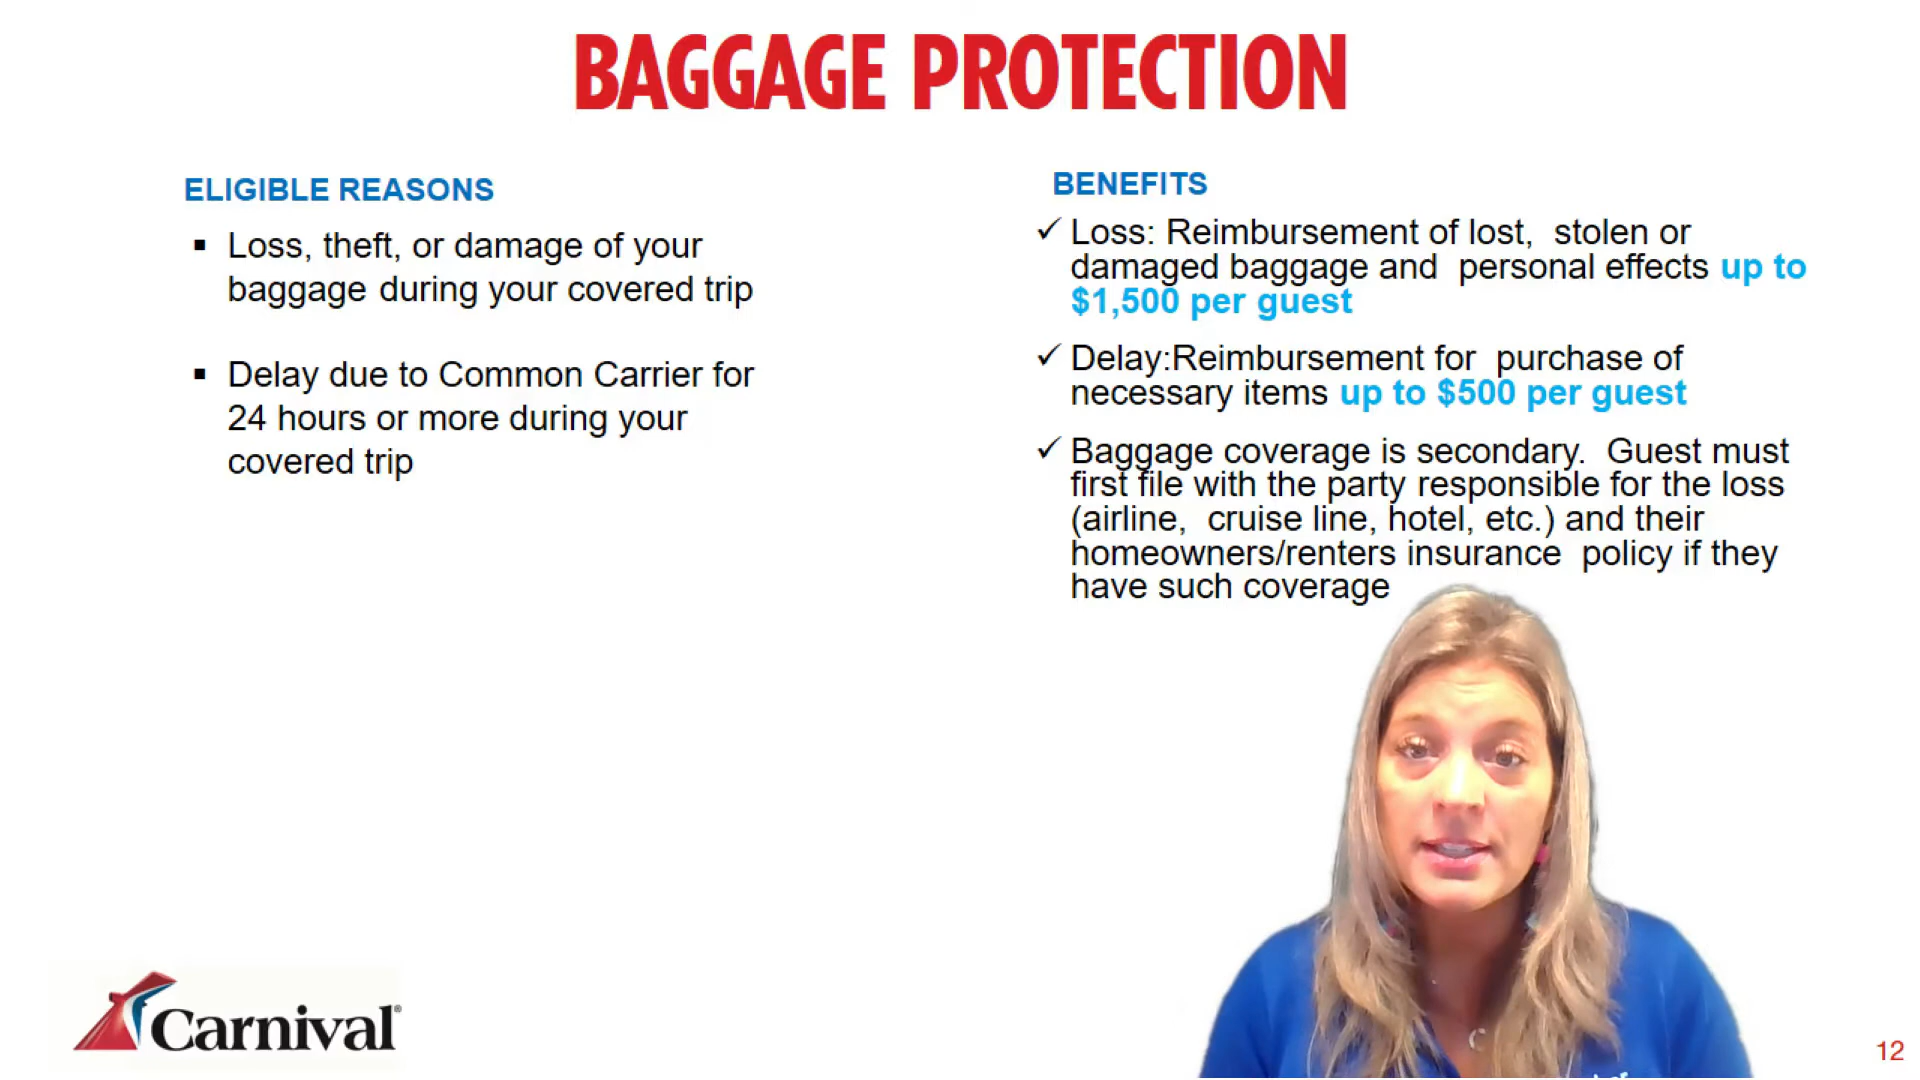 BAGGAGE PROTECTION
ELIGIBLE REASONS
▪ Loss, theft, or damage of your
baggage during your covered trip
▪ Delay due to Common Carrier for
24 hours or more during your
covered trip
BENEFITS
✓ Loss: Reimbursement of lost, stolen or
damaged baggage and personal effects up to
$1,500 per guest
✓ Delay:Reimbursement for purchase of
necessary items up to $500 per guest
✓ Baggage coverage is secondary. Guest must
first file with the party responsible for the loss
(airline, cruise line, hotel, etc.) and their
homeowners/renters insurance policy if they
have such coverage
Carnival®
12